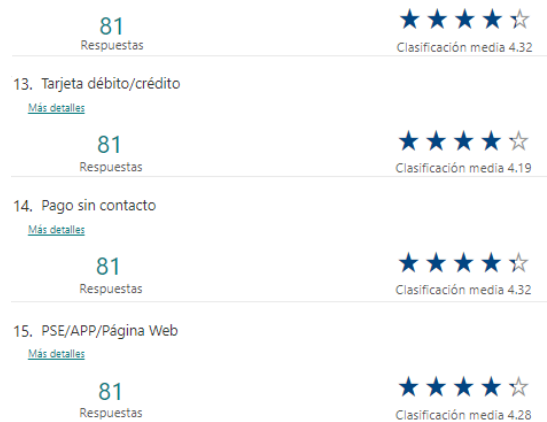 81
Respuestas
Clasificación media 4.32
13. Tarjeta débito/crédito
Más detalles
81
Respuestas
Clasificación media 4.19
14. Pago sin contacto
Más detalles
81
Respuestas
Clasificación media 4.32
15. PSE/APP/Página Web
Más detalles
81
Respuestas
Clasificación media 4.28